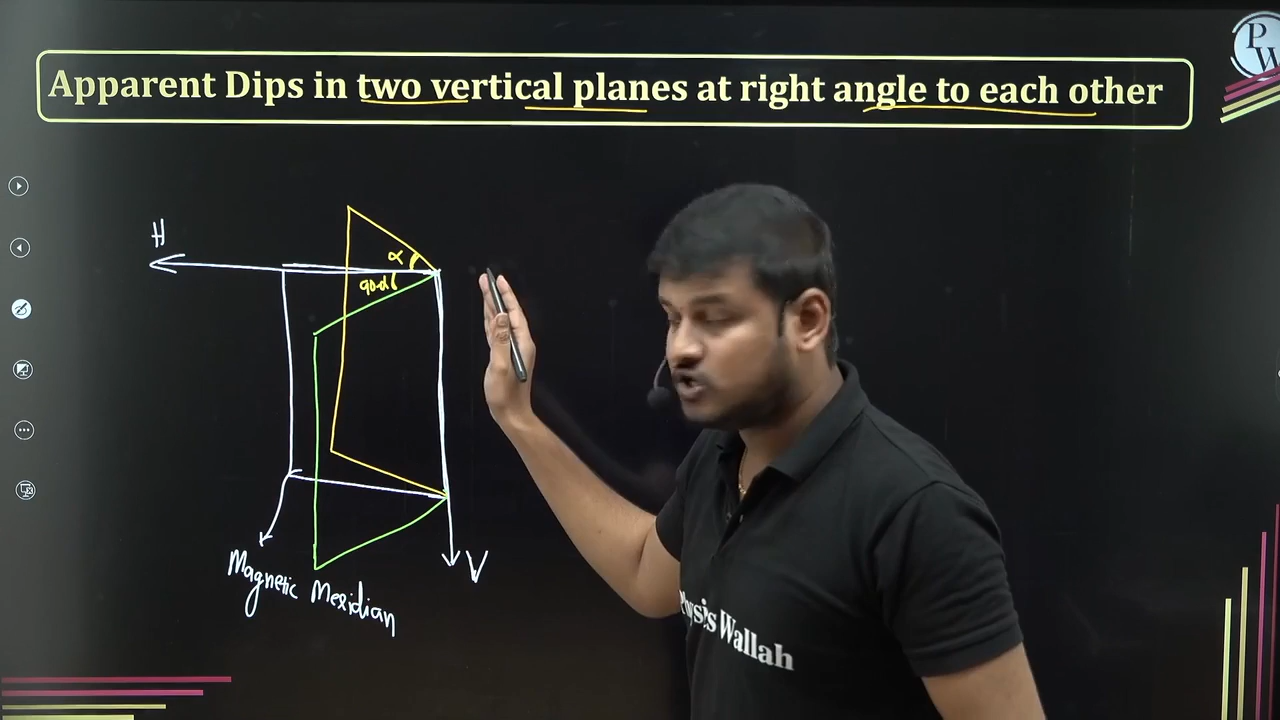 Apparent Dips in two vertical planes at right angle to each other
P
W
H
α
90-α
V
Magnetic Meridian
Physics Wallah